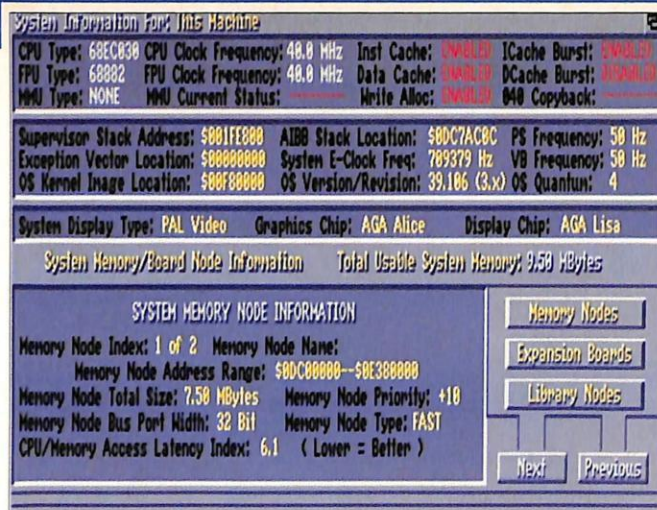 System Information For: This Machine
CPU Type: 68EC030 CPU Clock Frequency: 40.0 MHz Inst Cache: ENABLED ICache Burst: ENABLED
FPU Type: 68882 FPU Clock Frequency: 40.0 MHz Data Cache: ENABLED DCache Burst: DISABLED
MMU Type: NONE MMU Current Status: Write Alloc: ENABLED 040 Copyback:
Supervisor Stack Address: $001FE800 AIBB Stack Location: $0DC7AC0C PS Frequency: 50 Hz
Exception Vector Location: $00000000 System E-Clock Freq: 709379 Hz VB Frequency: 50 Hz
OS Kernel Image Location: $00F80000 OS Version/Revision: 39.106 (3.x) OS Quantum: 4
System Display Type: PAL Video Graphics Chip: AGA Alice Display Chip: AGA Lisa
System Memory/Board Node Information Total Usable System Memory: 9.50 MBytes
SYSTEM MEMORY NODE INFORMATION
Memory Node Index: 1 of 2 Memory Node Name:
Memory Node Address Range: $0DC00000--$0E380000
Memory Node Total Size: 7.50 MBytes Memory Node Priority: +10
Memory Node Bus Port Width: 32 Bit Memory Node Type: FAST
CPU/Memory Access Latency Index: 6.1 ( Lower = Better )
Memory Nodes
Expansion Boards
Library Nodes
Next Previous